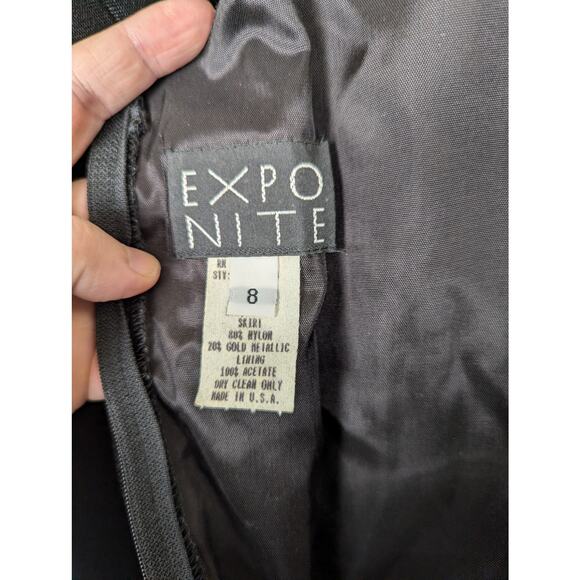 EXPO
NITE
RN
STY:
8
SKIRT
80% NYLON
20% GOLD METALLIC
LINING
100% ACETATE
DRY CLEAN ONLY
MADE IN U.S.A.